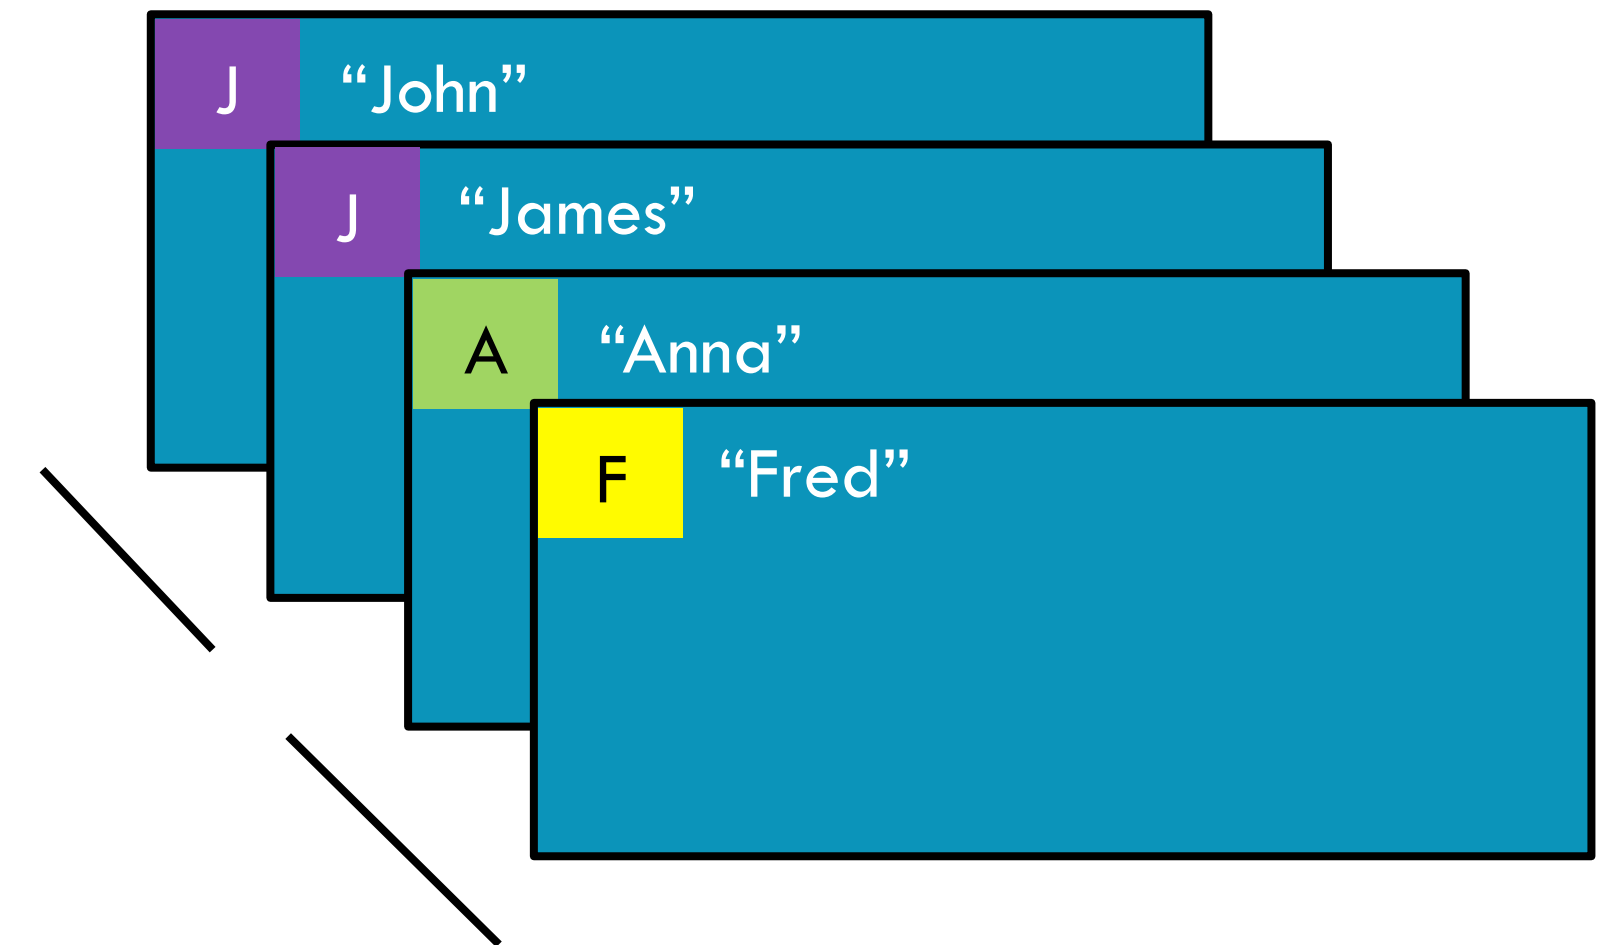 J “John”
J “James”
A “Anna”
F “Fred”